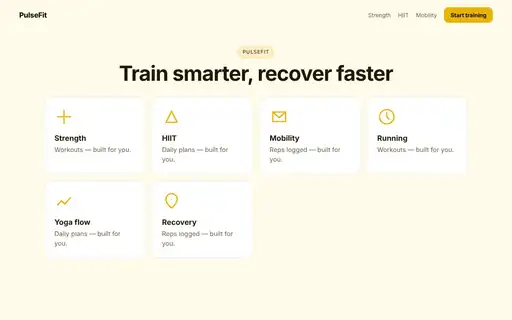 PulseFit
Strength HIIT Mobility Start training
PULSEFIT
Train smarter, recover faster
Strength
Workouts — built for you.
HIIT
Daily plans — built for
you.
Mobility
Reps logged — built for
you.
Running
Workouts — built for you.
Yoga flow
Daily plans — built for
you.
Recovery
Reps logged — built for
you.